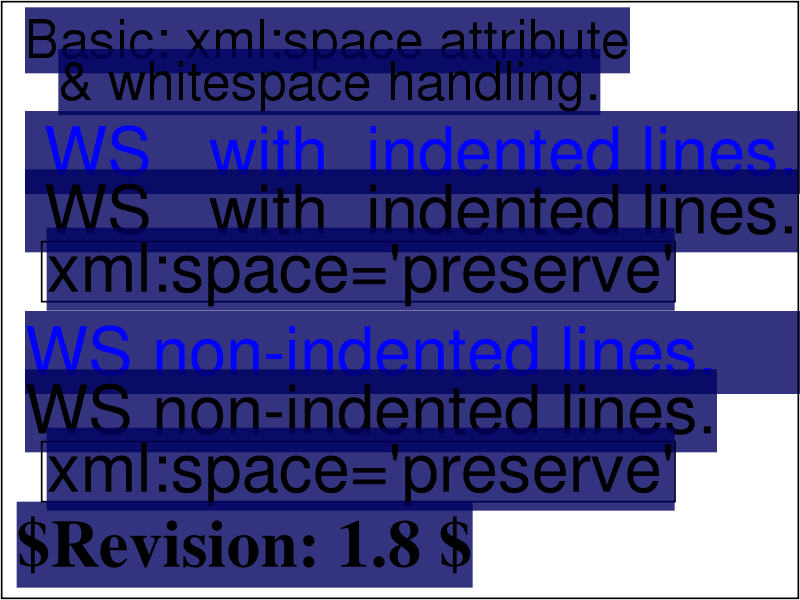 Basic: xml:space attribute
& whitespace handling.
WS   with  indented lines.
WS   with  indented lines.
xml:space='preserve'
WS non-indented lines.
WS non-indented lines.
xml:space='preserve'
$Revision: 1.8 $